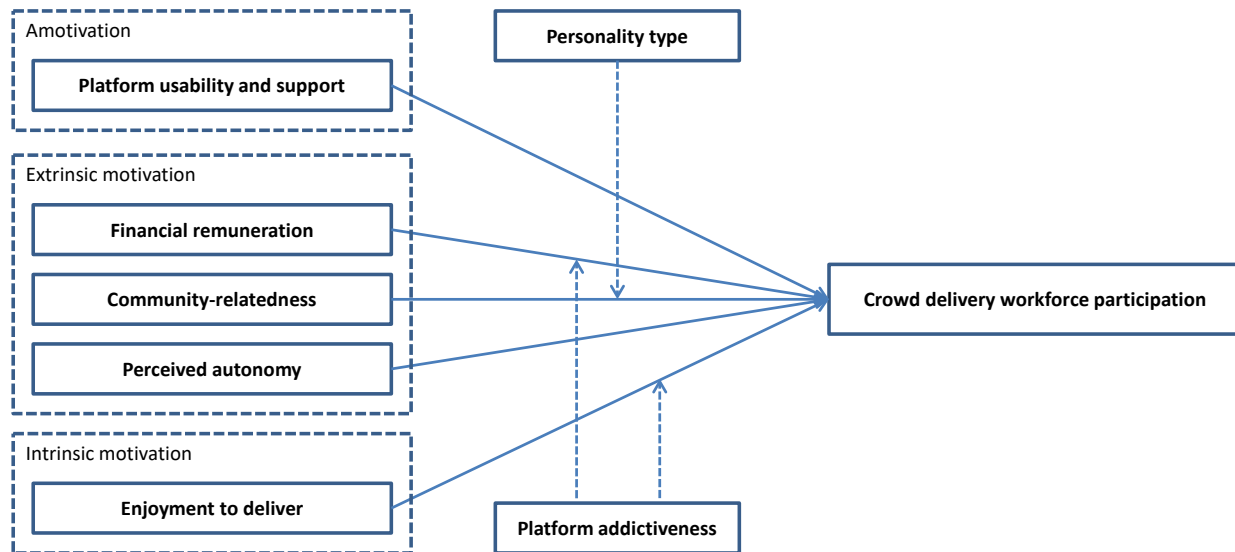 Amotivation
Platform usability and support
Personality type
Extrinsic motivation
Financial remuneration
Community-relatedness
Perceived autonomy
Crowd delivery workforce participation
Intrinsic motivation
Enjoyment to deliver
Platform addictiveness